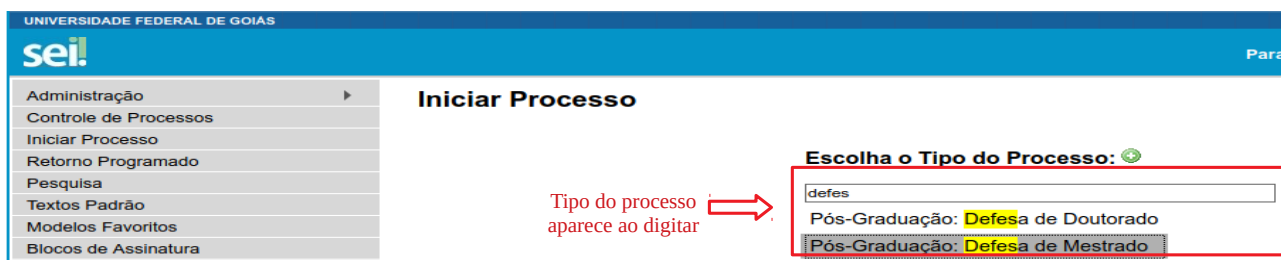 UNIVERSIDADE FEDERAL DE GOIÁS
sei!
Para
Administração
Controle de Processos
Iniciar Processo
Retorno Programado
Pesquisa
Textos Padrão
Modelos Favoritos
Blocos de Assinatura
Iniciar Processo
Escolha o Tipo do Processo:
Tipo do processo
aparece ao digitar
defes
Pós-Graduação: Defesa de Doutorado
Pós-Graduação: Defesa de Mestrado